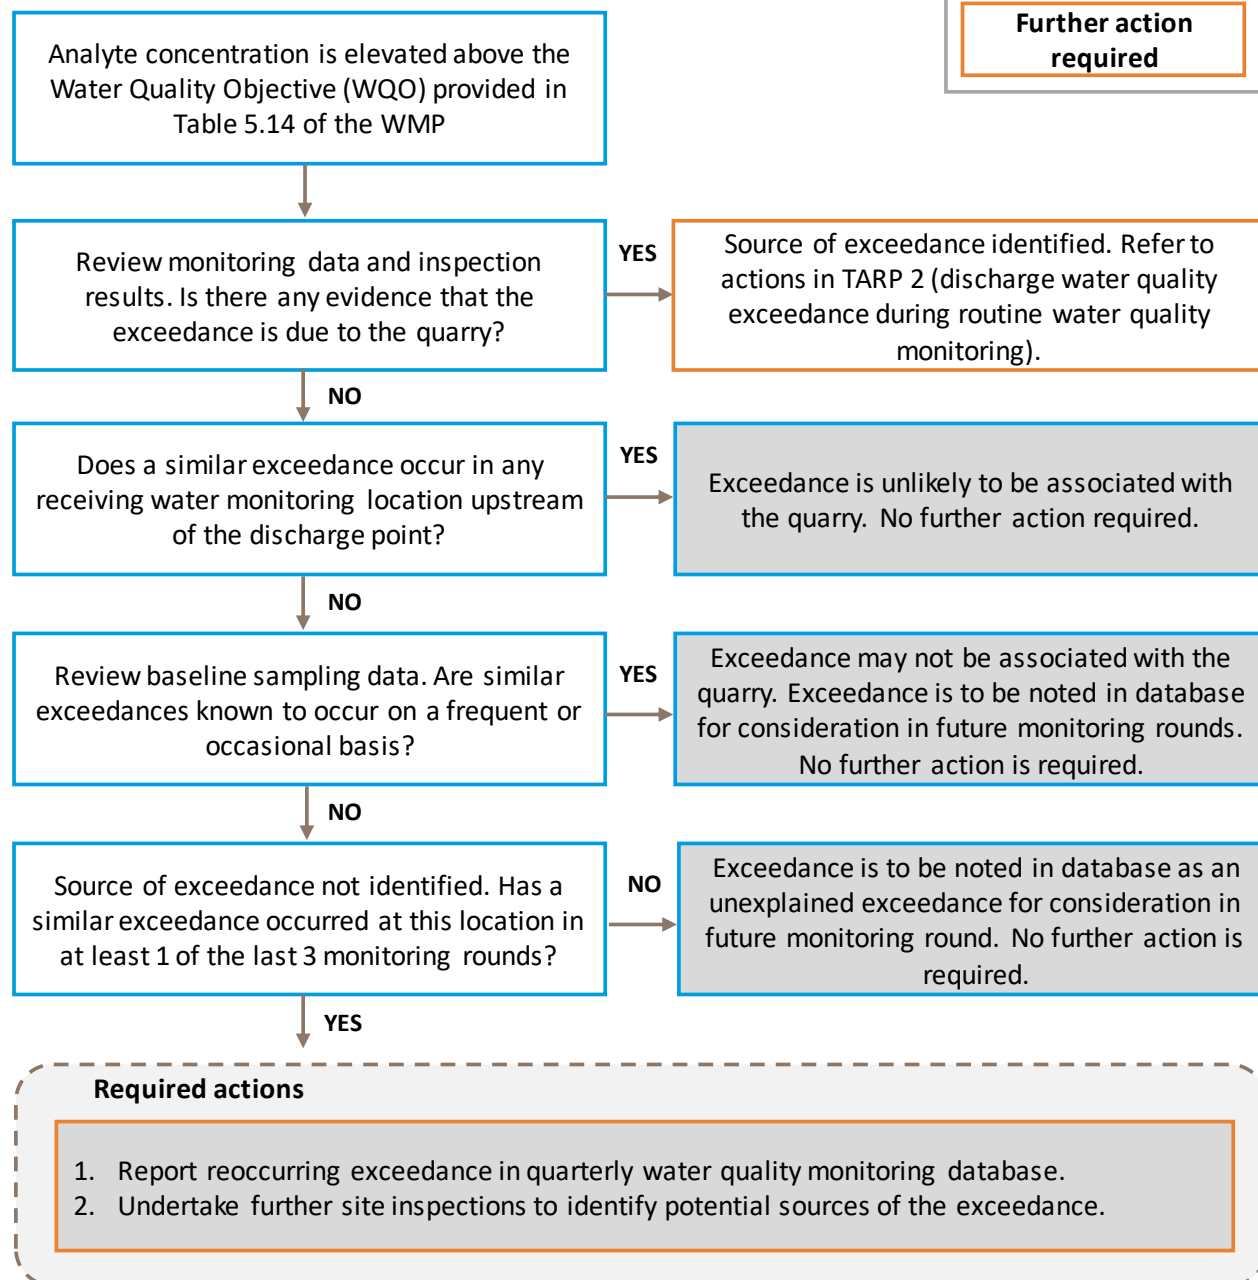 Further action
required
Analyte concentration is elevated above the
Water Quality Objective (WQO) provided in
Table 5.14 of the WMP
Review monitoring data and inspection
results. Is there any evidence that the
exceedance is due to the quarry?
YES
Source of exceedance identified. Refer to
actions in TARP 2 (discharge water quality
exceedance during routine water quality
monitoring).
NO
Does a similar exceedance occur in any
receiving water monitoring location upstream
of the discharge point?
YES
Exceedance is unlikely to be associated with
the quarry. No further action required.
NO
Review baseline sampling data. Are similar
exceedances known to occur on a frequent or
occasional basis?
YES
Exceedance may not be associated with the
quarry. Exceedance is to be noted in database
for consideration in future monitoring rounds.
No further action is required.
NO
Source of exceedance not identified. Has a
similar exceedance occurred at this location in
at least 1 of the last 3 monitoring rounds?
NO
Exceedance is to be noted in database as an
unexplained exceedance for consideration in
future monitoring round. No further action is
required.
YES
Required actions
1. Report reoccurring exceedance in quarterly water quality monitoring database.
2. Undertake further site inspections to identify potential sources of the exceedance.